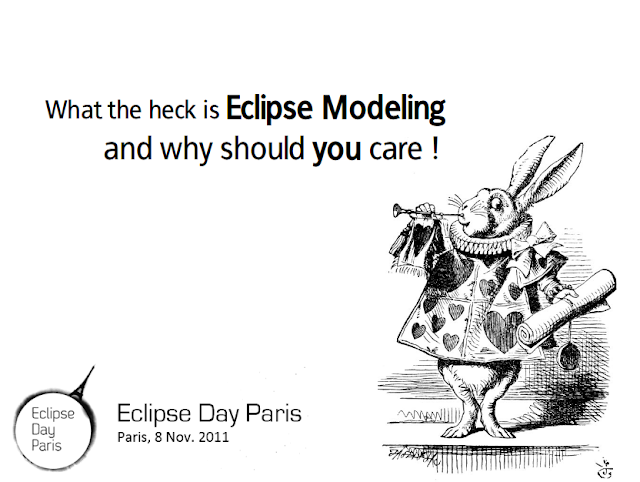 What the heck is Eclipse Modeling
and why should you care !
Eclipse
Day
Paris
Eclipse Day Paris
Paris, 8 Nov. 2011